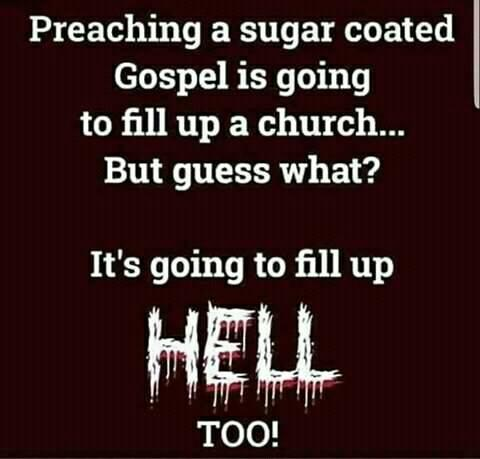 Preaching a sugar coated
Gospel is going
to fill up a church...
But guess what?
It's going to fill up
HELL
TOO!